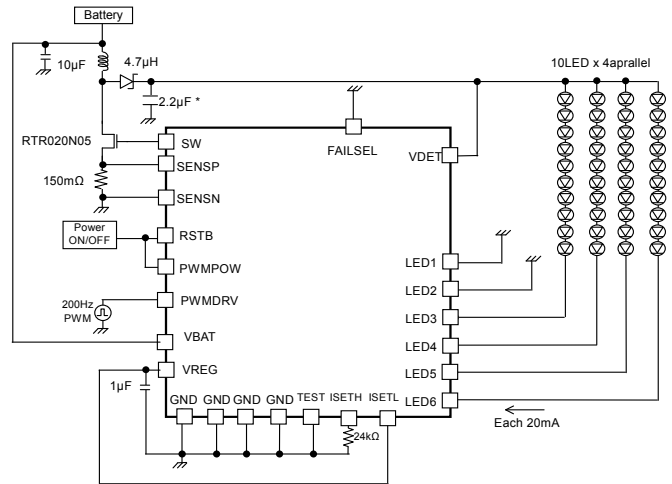 Battery
10μF
4.7μH
2.2μF *
10LED x 4aprallel
RTR020N05
SW
FAILSEL
VDET
SENSP
150mΩ
SENSN
Power
ON/OFF
RSTB
PWMPOW
LED1
LED2
200Hz
PWM
PWMDRV
LED3
VBAT
LED4
VREG
LED5
1μF
GND
GND
GND
GND
TEST
ISETH
ISETL
LED6
24kΩ
Each 20mA